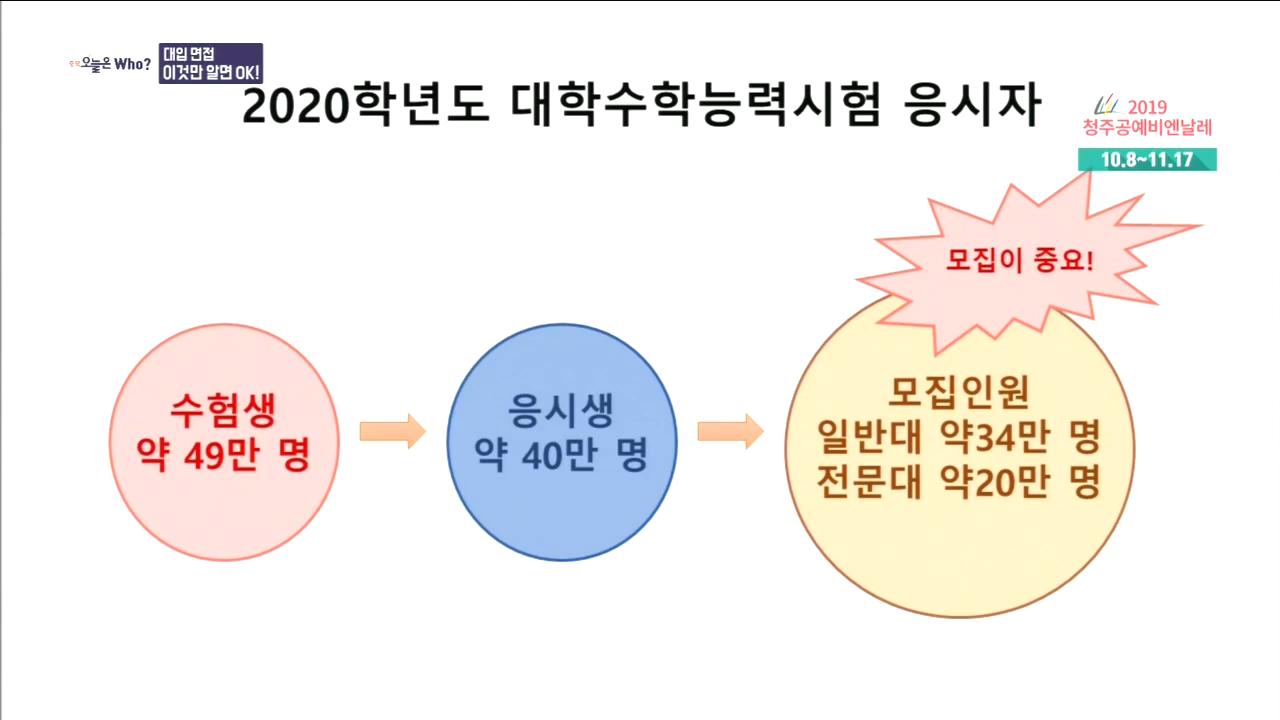 오늘은 Who?
대입 면접
이것만 알면 OK!
2020학년도 대학수학능력시험 응시자
2019
청주공예비엔날레
10.8~11.17
모집이 중요!
수험생
약 49만 명
응시생
약 40만 명
모집인원
일반대 약34만 명
전문대 약20만 명